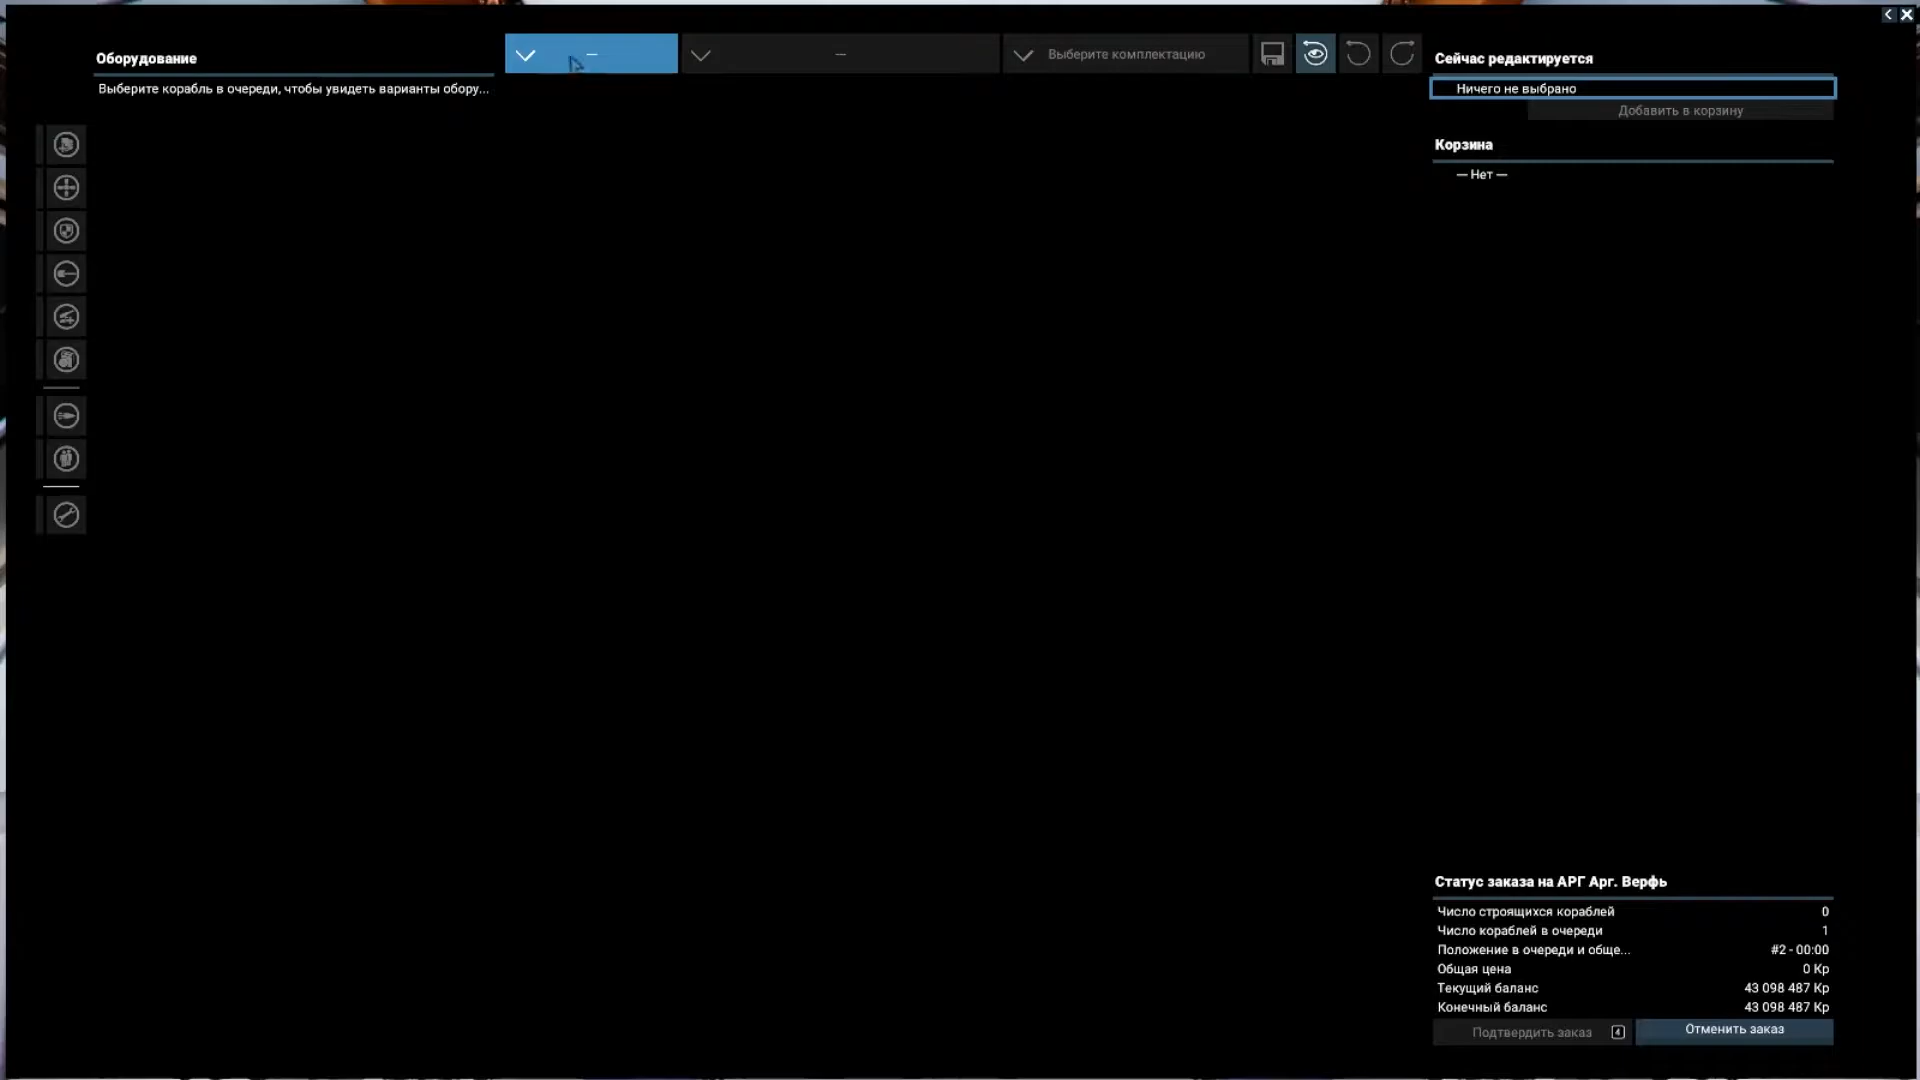 Оборудование
Выберите корабль в очереди, чтобы увидеть варианты обору...
—
—
Выберите комплектацию
Сейчас редактируется
Ничего не выбрано
Добавить в корзину
Корзина
— Нет —
Статус заказа на АРГ Арг. Верфь
Число строящихся кораблей 0
Число кораблей в очереди 1
Положение в очереди и обще... #2 - 00:00
Общая цена 0 Кр
Текущий баланс 43 098 487 Кр
Конечный баланс 43 098 487 Кр
Подтвердить заказ 4
Отменить заказ